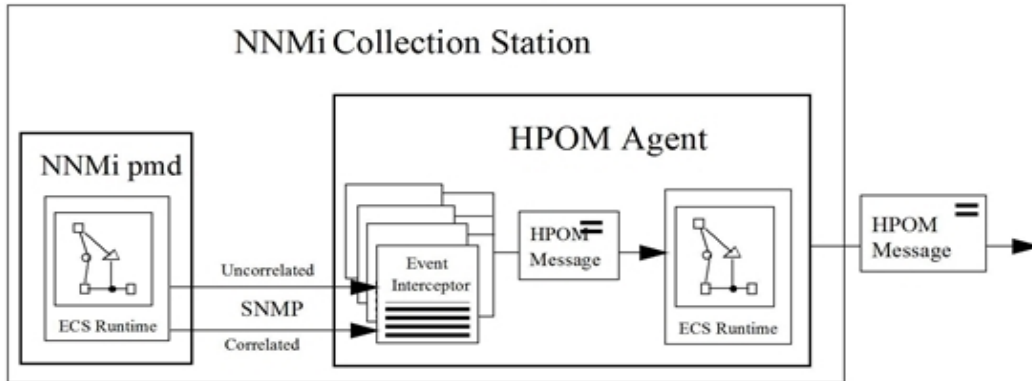 NNMi Collection Station
HPOM Agent
NNMi pmd
ECS Runtime
Uncorrelated
SNMP
Correlated
Event
Interceptor
HPOM
Message
ECS Runtime
HPOM
Message